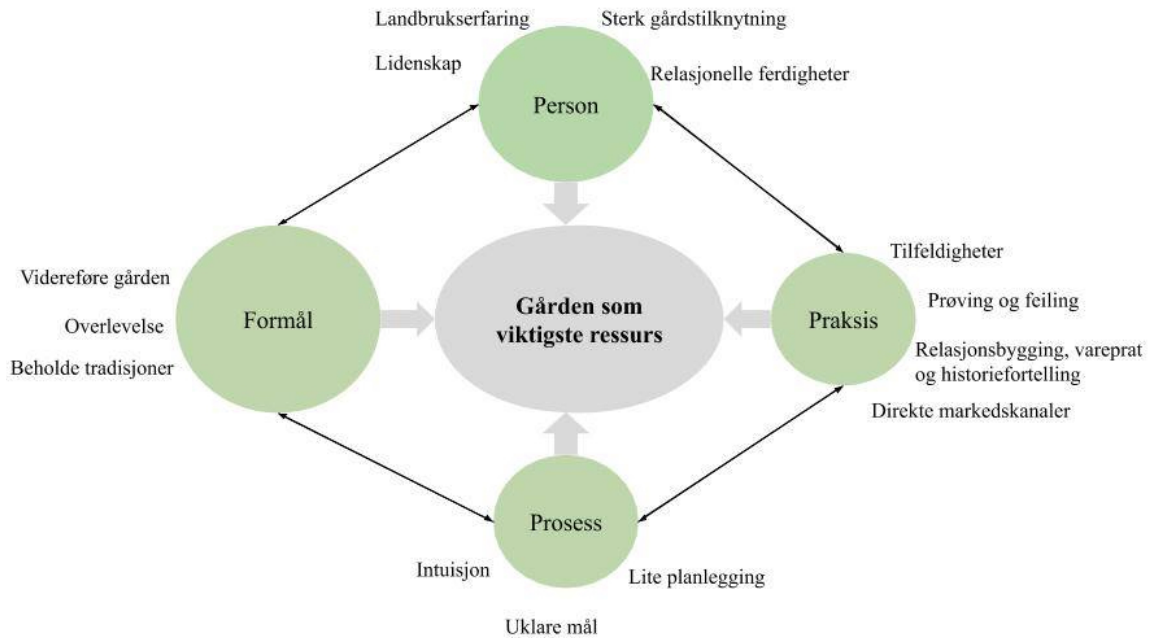 Landbrukserfaring
Sterk gårdstilknytning
Lidenskap
Relasjonelle ferdigheter
Person
Tilfeldigheter
Videreføre gården
Prøving og feiling
Gården som
viktigste ressurs
Formål
Praksis
Overlevelse
Relasjonsbygging, vareprat
og historiefortelling
Beholde tradisjoner
Direkte markedskanaler
Prosess
Intuisjon
Lite planlegging
Uklare mål